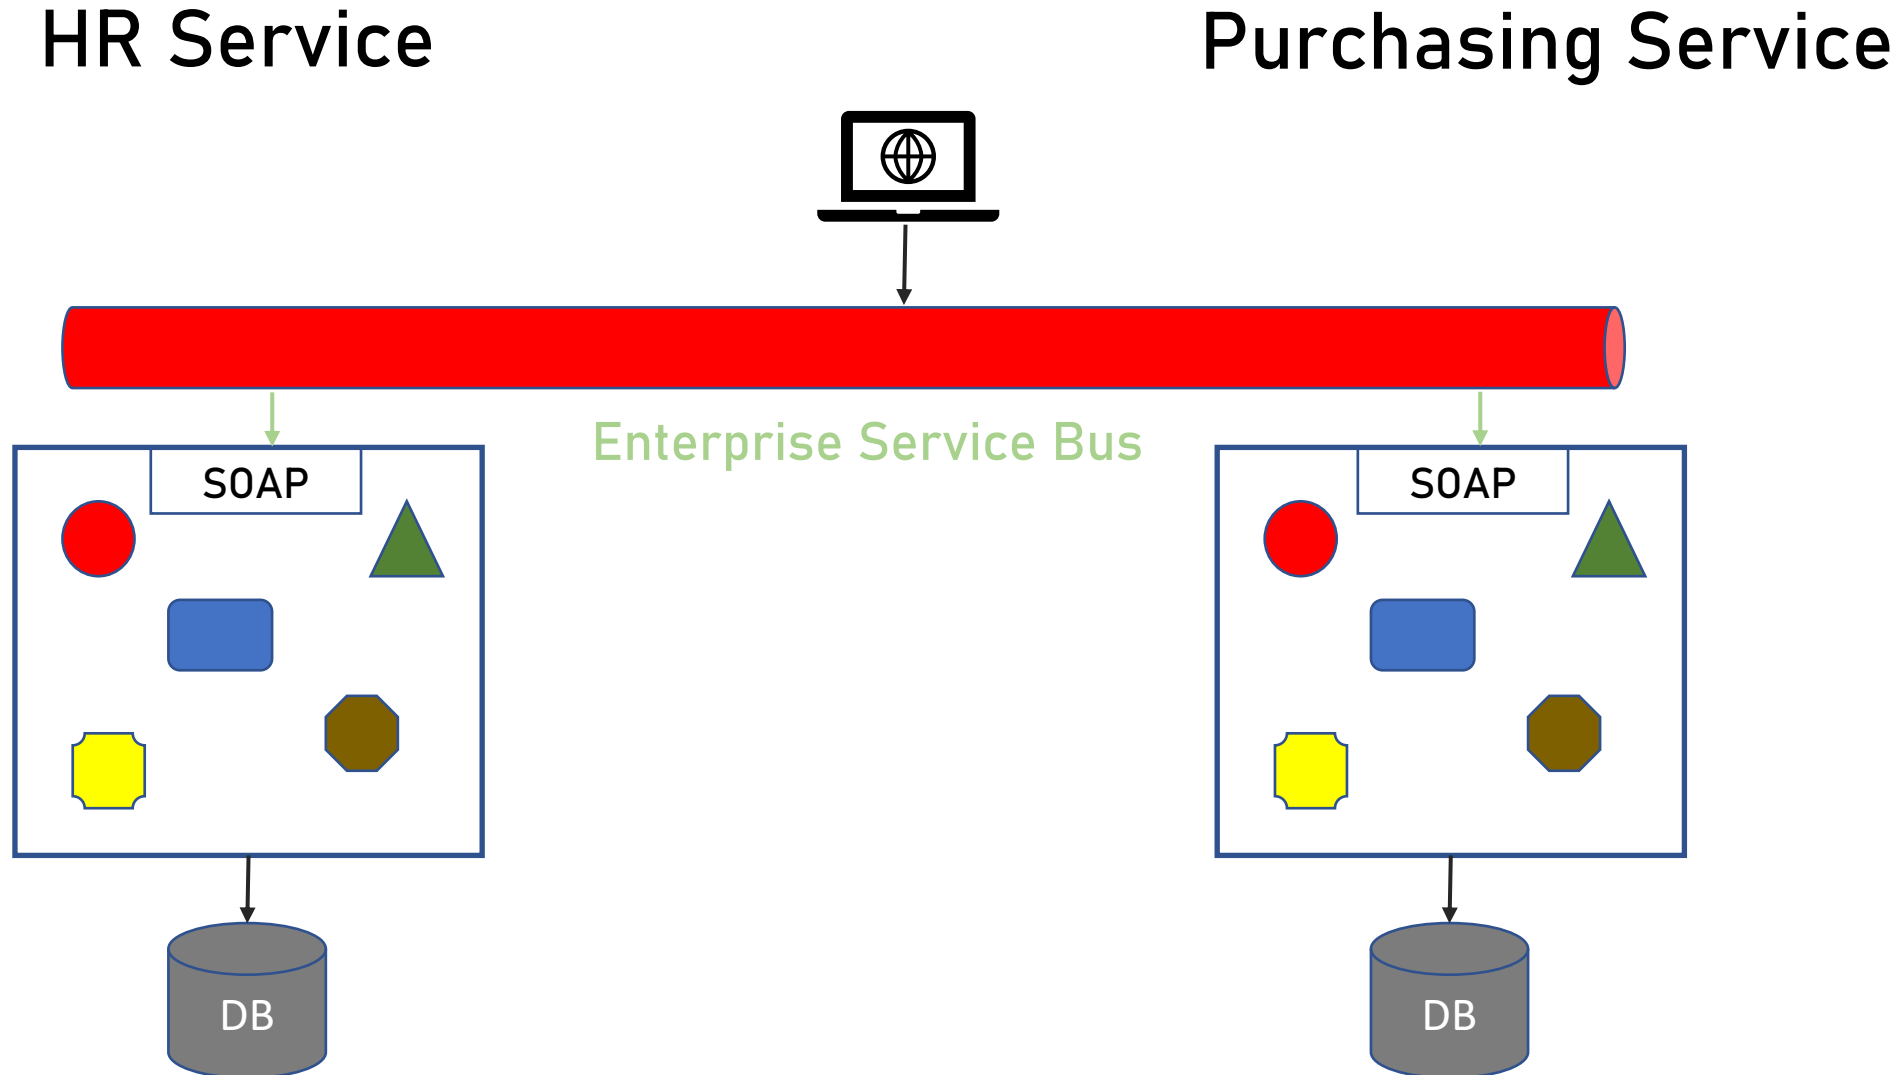 HR Service
Purchasing Service
Enterprise Service Bus
SOAP
SOAP
DB
DB